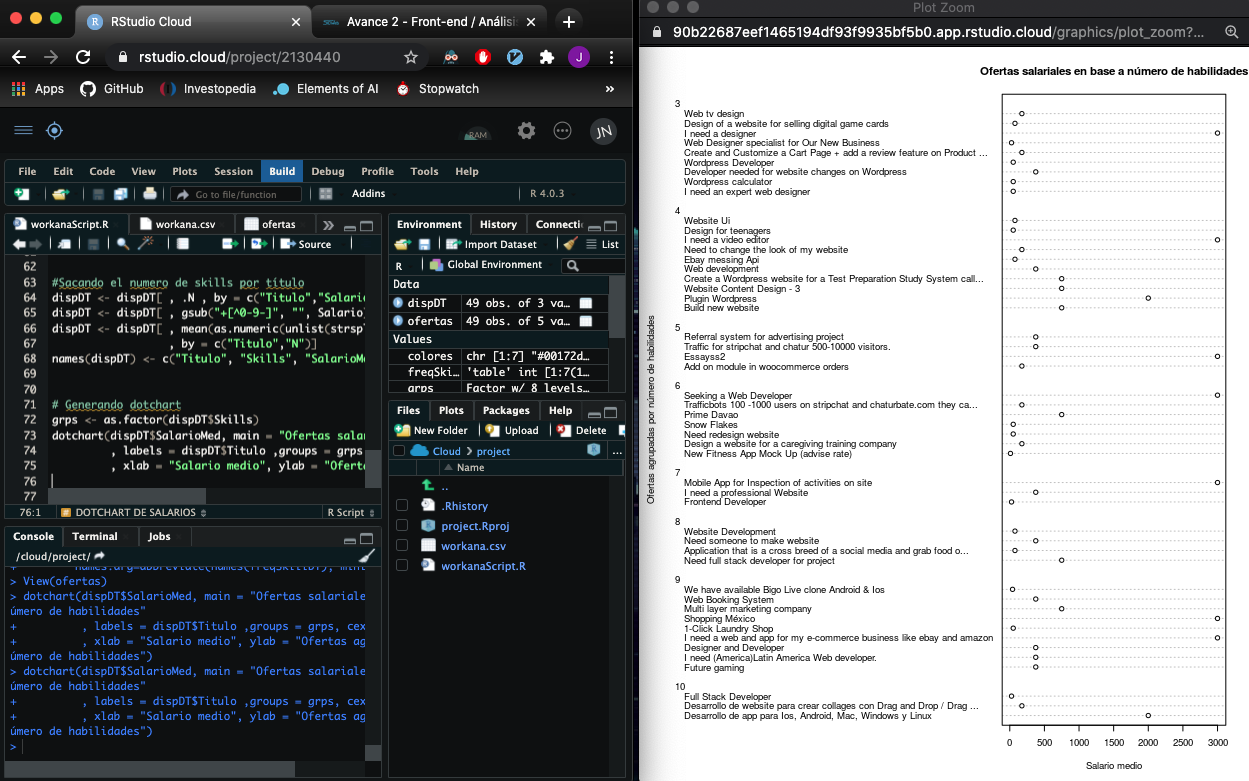 RStudio Cloud
Avance 2 - Front-end / Análisis
rstudio.cloud/project/2130440
J
Apps
GitHub
Investopedia
Elements of AI
Stopwatch
»
RAM
JN
File Edit Code View Plots Session Build Debug Profile Tools Help
Go to file/function
Addins
R 4.0.3
workanaScript.R
workana.csv
ofertas
Source
62
63 #Sacando el numero de skills por titulo
64 dispDT <- dispDT[ , .N , by = c("Titulo","Salari
65 dispDT <- dispDT[ , gsub("+[^0-9-]", "", Salario
66 dispDT <- dispDT[ , mean(as.numeric(unlist(strspl
67 , by = c("Titulo","N")]
68 names(dispDT) <- c("Titulo", "Skills", "SalarioMe
69
70
71 # Generando dotchart
72 grps <- as.factor(dispDT$Skills)
73 dotchart(dispDT$SalarioMed, main = "Ofertas salar
74 , labels = dispDT$Titulo ,groups = grps,
75 , xlab = "Salario medio", ylab = "Oferta
76
77
76:1
DOTCHART DE SALARIOS
R Script
Console Terminal Jobs
/cloud/project/
> View(ofertas)
> dotchart(dispDT$SalarioMed, main = "Ofertas salariale
úmero de habilidades"
+ , labels = dispDT$Titulo ,groups = grps, cex
+ , xlab = "Salario medio", ylab = "Ofertas ag
úmero de habilidades")
> dotchart(dispDT$SalarioMed, main = "Ofertas salariale
úmero de habilidades"
+ , labels = dispDT$Titulo ,groups = grps, cex
+ , xlab = "Salario medio", ylab = "Ofertas ag
úmero de habilidades")
>
Environment History Connectio
Import Dataset
List
R
Global Environment
Data
dispDT 49 obs. of 3 va…
ofertas 49 obs. of 5 va…
Values
colores chr [1:7] "#00172d…
freqSki… 'table' int [1:7(1…
grps Factor w/ 8 levels…
Files Plots Packages Help
New Folder
Upload
Delete
Cloud > project
...
Name
..
.Rhistory
project.Rproj
workana.csv
workanaScript.R
Plot Zoom
90b22687eef1465194df93f9935bf5b0.app.rstudio.cloud/graphics/plot_zoom?...
Ofertas salariales en base a número de habilidades
Ofertas agrupadas por número de habilidades
3
Web tv design
Design of a website for selling digital game cards
I need a designer
Web Designer specialist for Our New Business
Create and Customize a Cart Page + add a review feature on Product ...
Wordpress Developer
Developer needed for website changes on Wordpress
Wordpress calculator
I need an expert web designer
4
Website Ui
Design for teenagers
I need a video editor
Need to change the look of my website
Ebay messing Api
Web development
Create a Wordpress website for a Test Preparation Study System call...
Website Content Design - 3
Plugin Wordpress
Build new website
5
Referral system for advertising project
Traffic for stripchat and chatur 500-10000 visitors.
Essayss2
Add on module in woocommerce orders
6
Seeking a Web Developer
Trafficbots 100 -1000 users on stripchat and chaturbate.com they ca...
Prime Davao
Snow Flakes
Need redesign website
Design a website for a caregiving training company
New Fitness App Mock Up (advise rate)
7
Mobile App for Inspection of activities on site
I need a professional Website
Frontend Developer
8
Website Development
Need someone to make website
Application that is a cross breed of a social media and grab food o...
Need full stack developer for project
9
We have available Bigo Live clone Android & Ios
Web Booking System
Multi layer marketing company
Shopping México
1-Click Laundry Shop
I need a web and app for my e-commerce business like ebay and amazon
Designer and Developer
I need (America)Latin America Web developer.
Future gaming
10
Full Stack Developer
Desarrollo de website para crear collages con Drag and Drop / Drag ...
Desarrollo de app para Ios, Android, Mac, Windows y Linux
0 500 1000 1500 2000 2500 3000
Salario medio